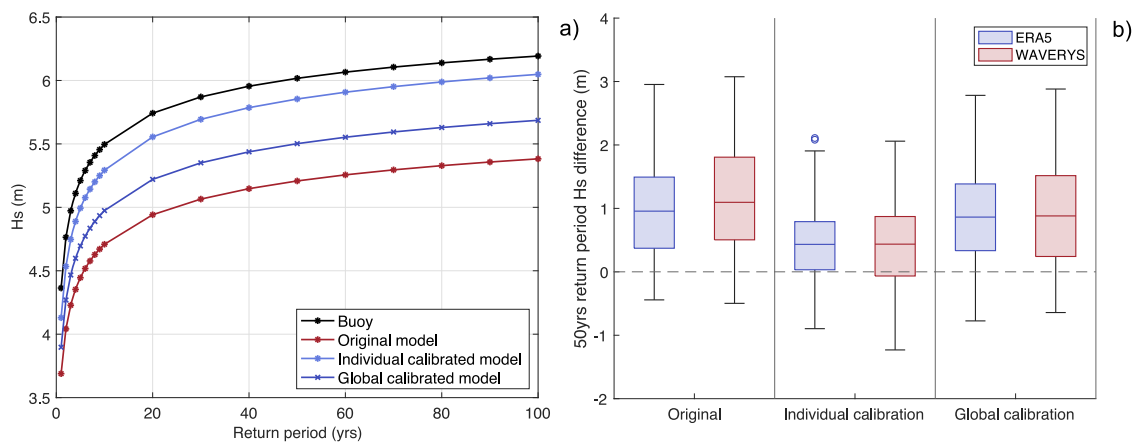 a)
6.5
6
5.5
5
4.5
4
3.5
Hs (m)
0
20
40
60
80
100
Return period (yrs)
Buoy
Original model
Individual calibrated model
Global calibrated model
b)
4
3
2
1
0
-1
-2
50yrs return period Hs difference (m)
ERA5
WAVERYS
Original
Individual calibration
Global calibration